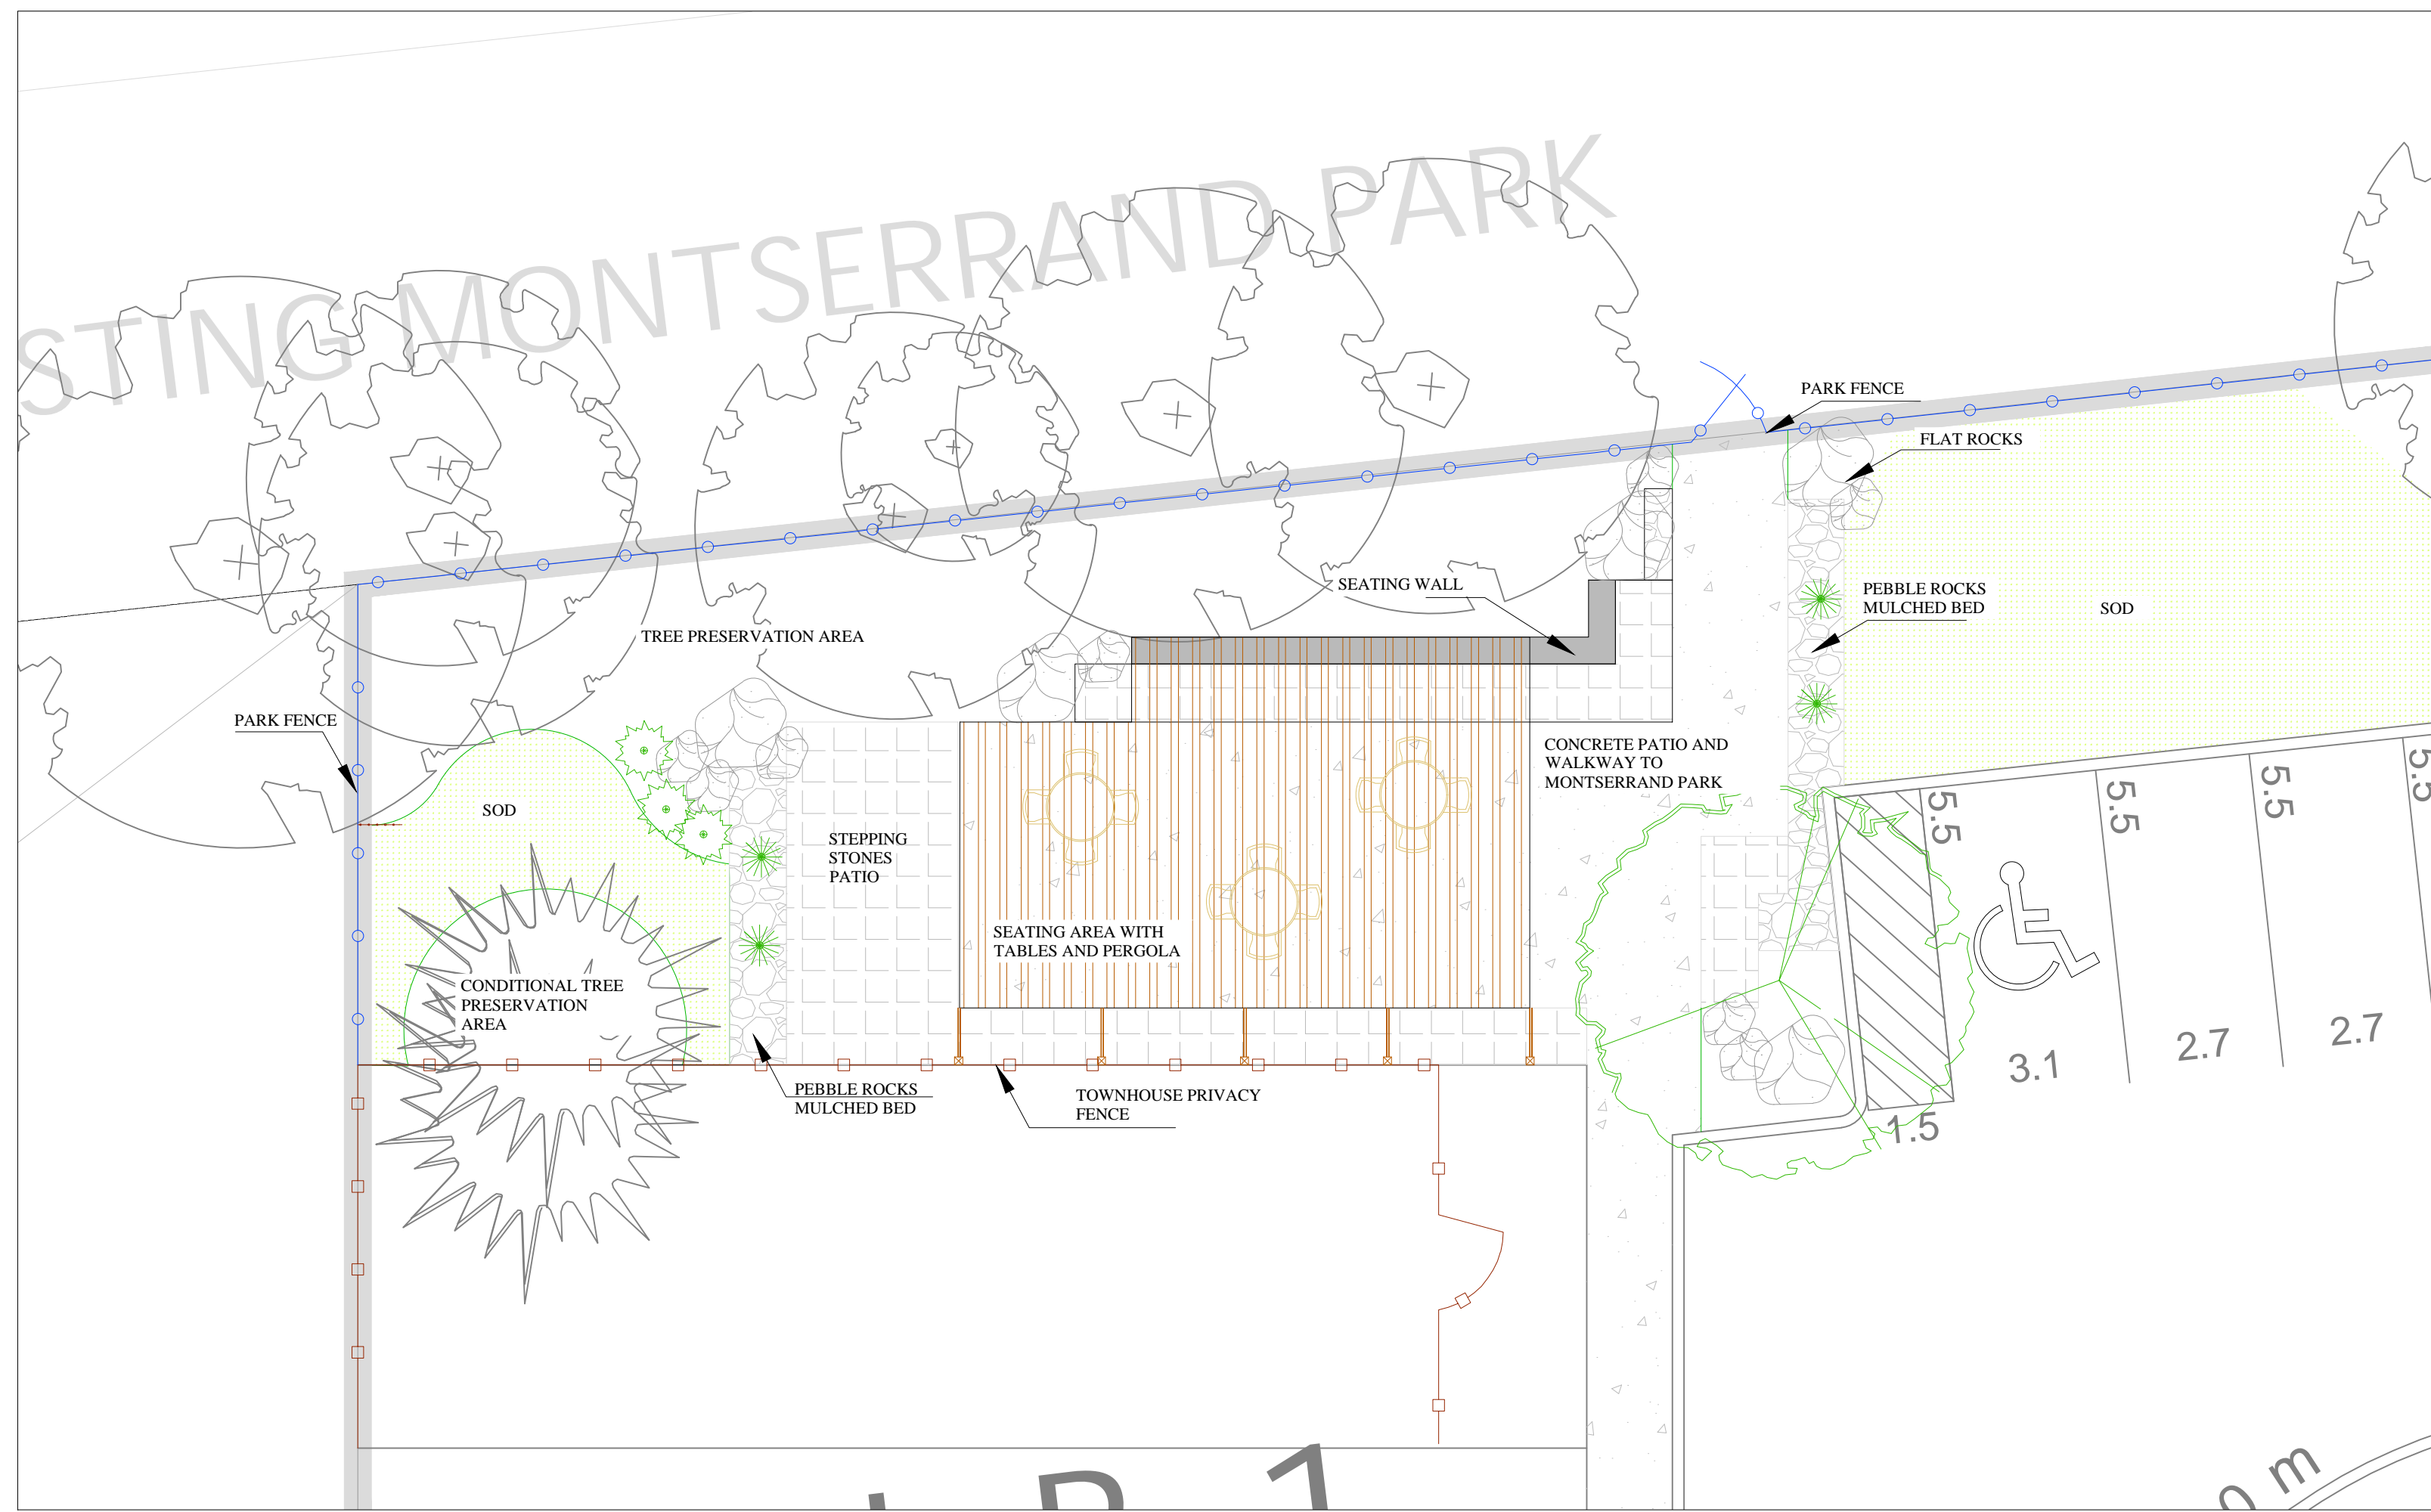 STING MONTSERRAND PARK
PARK FENCE
FLAT ROCKS
SEATING WALL
PEBBLE ROCKS
MULCHED BED
SOD
TREE PRESERVATION AREA
PARK FENCE
CONCRETE PATIO AND
WALKWAY TO
MONTSERRAND PARK
SOD
STEPPING
STONES
PATIO
5.5
5.5
5.5
5.5
SEATING AREA WITH
TABLES AND PERGOLA
CONDITIONAL TREE
PRESERVATION
AREA
3.1
2.7
2.7
PEBBLE ROCKS
MULCHED BED
TOWNHOUSE PRIVACY
FENCE
1.5
0 m